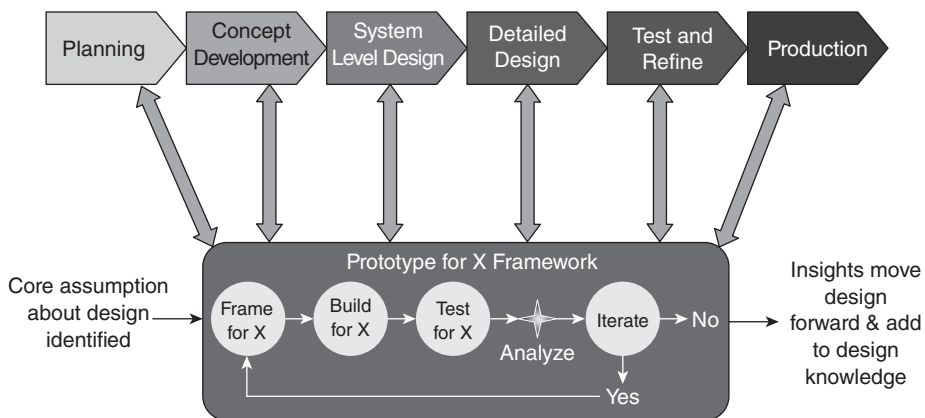 Planning
Concept
Development
System
Level Design
Detailed
Design
Test and
Refine
Production
Prototype for X Framework
Core assumption
about design
identified
Frame
for X
Build
for X
Test
for X
Analyze
Iterate
No
Yes
Insights move
design
forward & add
to design
knowledge